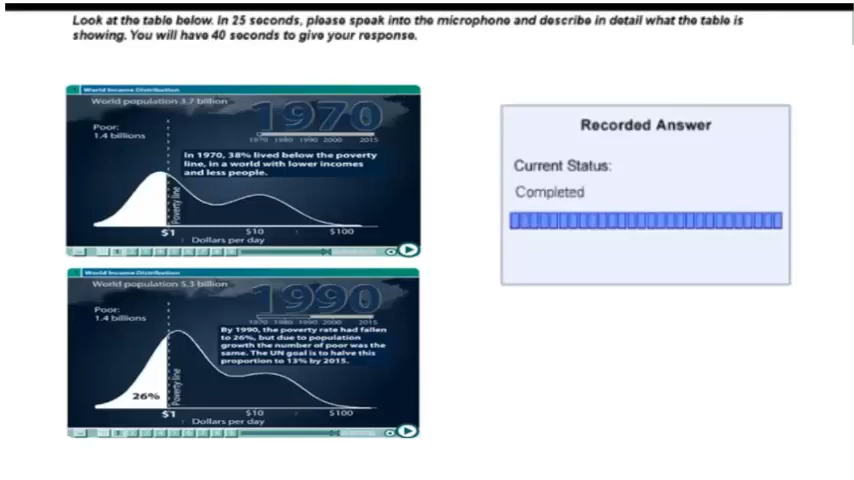 Look at the table below. In 25 seconds, please speak into the microphone and describe in detail what the table is
showing. You will have 40 seconds to give your response.
World Income Distribution
World population 3.7 billion
1970
1970 1980 1990 2000 2015
Poor:
1.4 billions
In 1970, 38% lived below the poverty
line, in a world with lower incomes
and less people.
Poverty line
$1 $10 $100
Dollars per day
World Income Distribution
World population 5.3 billion
1990
1970 1980 1990 2000 2015
Poor:
1.4 billions
By 1990, the poverty rate had fallen
to 26%, but due to population
growth the number of poor was the
same. The UN goal is to halve this
proportion to 13% by 2015.
26%
Poverty line
$1 $10 $100
Dollars per day
Recorded Answer
Current Status:
Completed